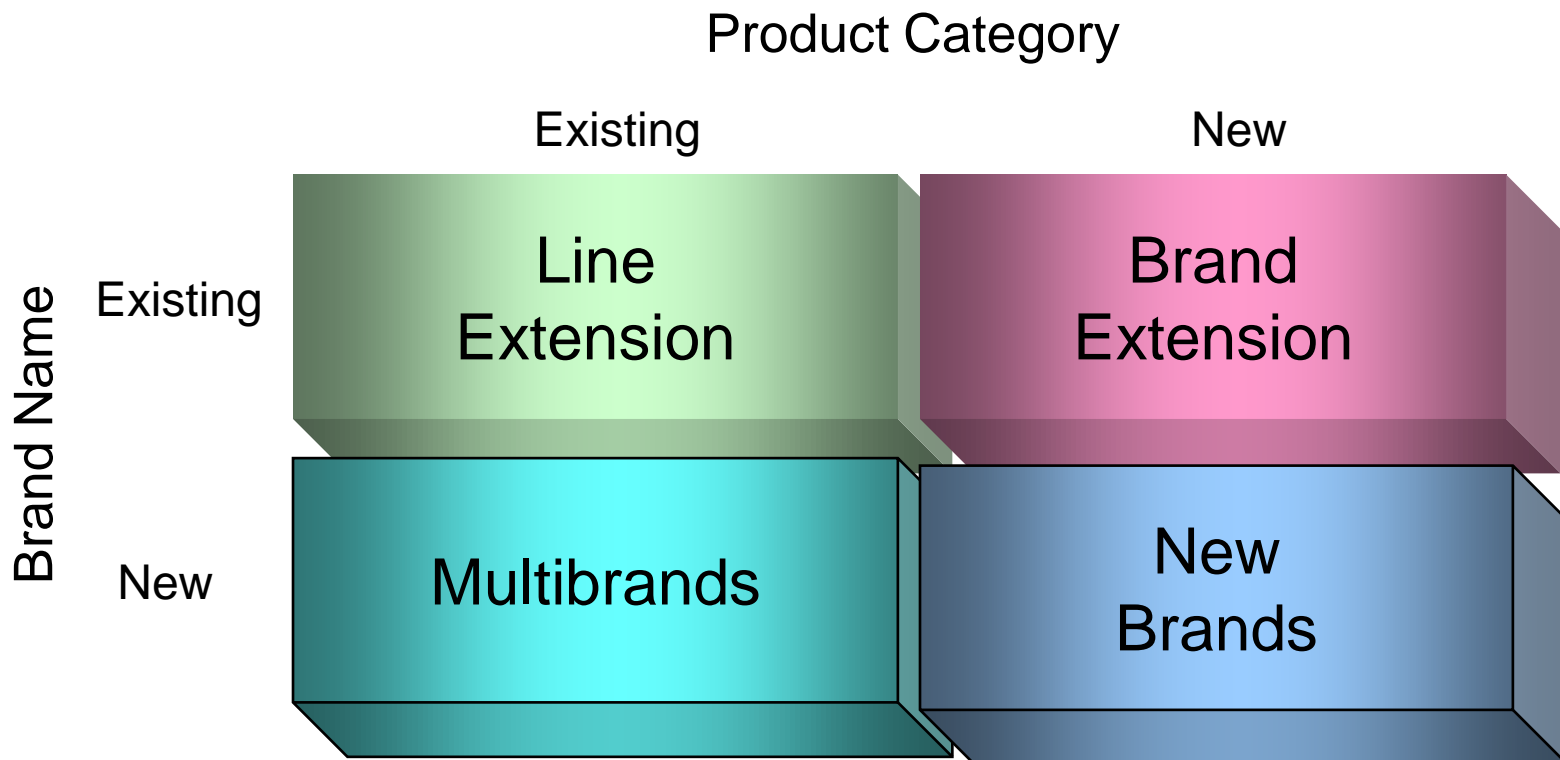 Product Category
Existing
New
Brand Name
Existing
Line
Extension
Brand
Extension
New
Multibrands
New
Brands